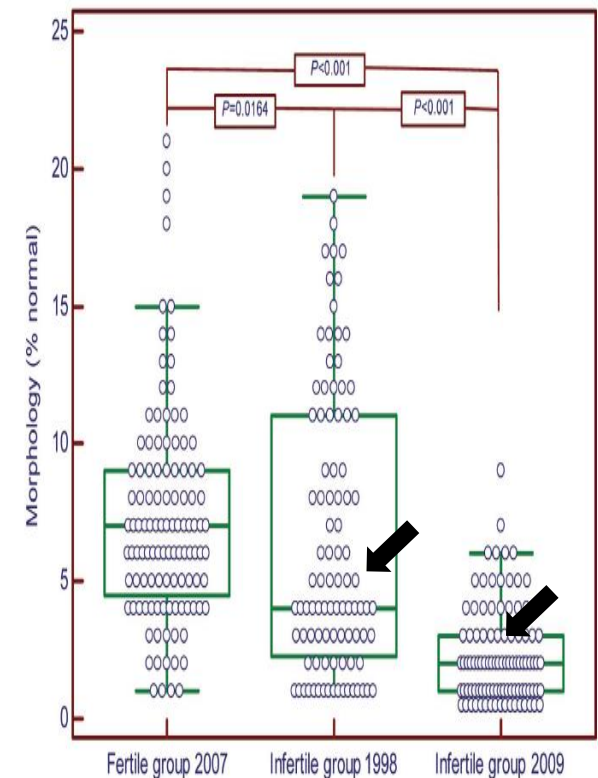 25
P<0.001
P=0.0164 P<0.001
20
15
10
5
0
Morphology (% normal)
Fertile group 2007 Infertile group 1998 Infertile group 2009